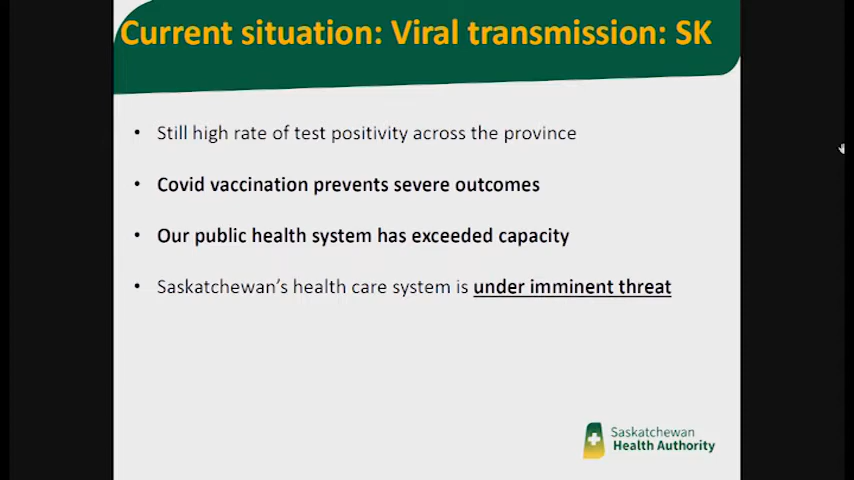 Current situation: Viral transmission: SK
• Still high rate of test positivity across the province
• Covid vaccination prevents severe outcomes
• Our public health system has exceeded capacity
• Saskatchewan's health care system is under imminent threat
Saskatchewan
Health Authority